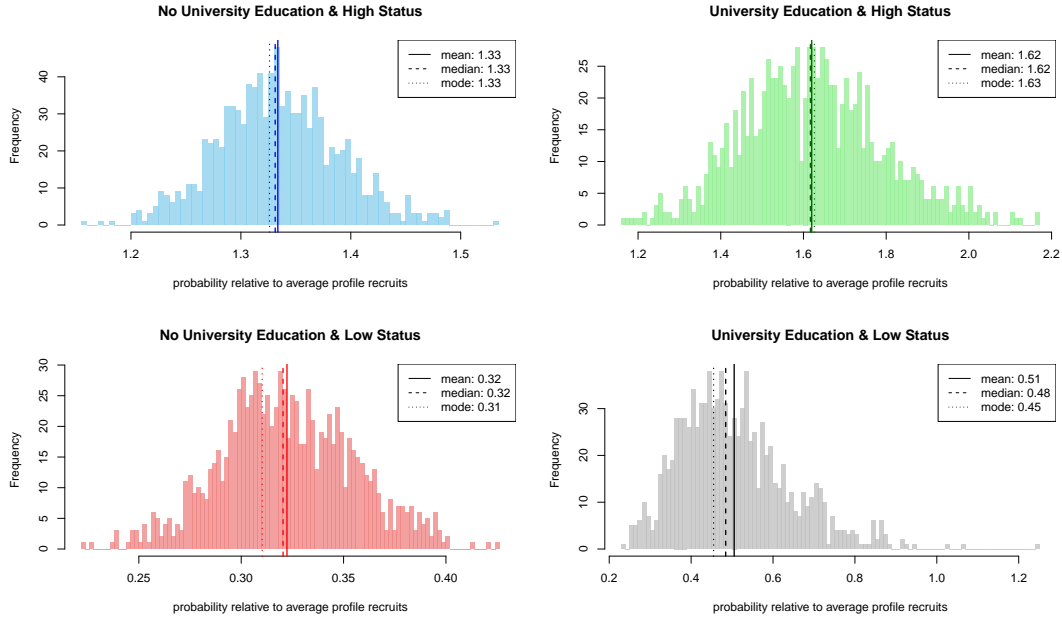 No University Education & High Status
mean: 1.33
median: 1.33
mode: 1.33
Frequency
0 10 20 30 40
1.2 1.3 1.4 1.5
probability relative to average profile recruits
University Education & High Status
mean: 1.62
median: 1.62
mode: 1.63
Frequency
0 5 10 15 20 25
1.2 1.4 1.6 1.8 2.0 2.2
probability relative to average profile recruits
No University Education & Low Status
mean: 0.32
median: 0.32
mode: 0.31
Frequency
0 5 10 15 20 25 30
0.25 0.30 0.35 0.40
probability relative to average profile recruits
University Education & Low Status
mean: 0.51
median: 0.48
mode: 0.45
Frequency
0 10 20 30
0.2 0.4 0.6 0.8 1.0 1.2
probability relative to average profile recruits